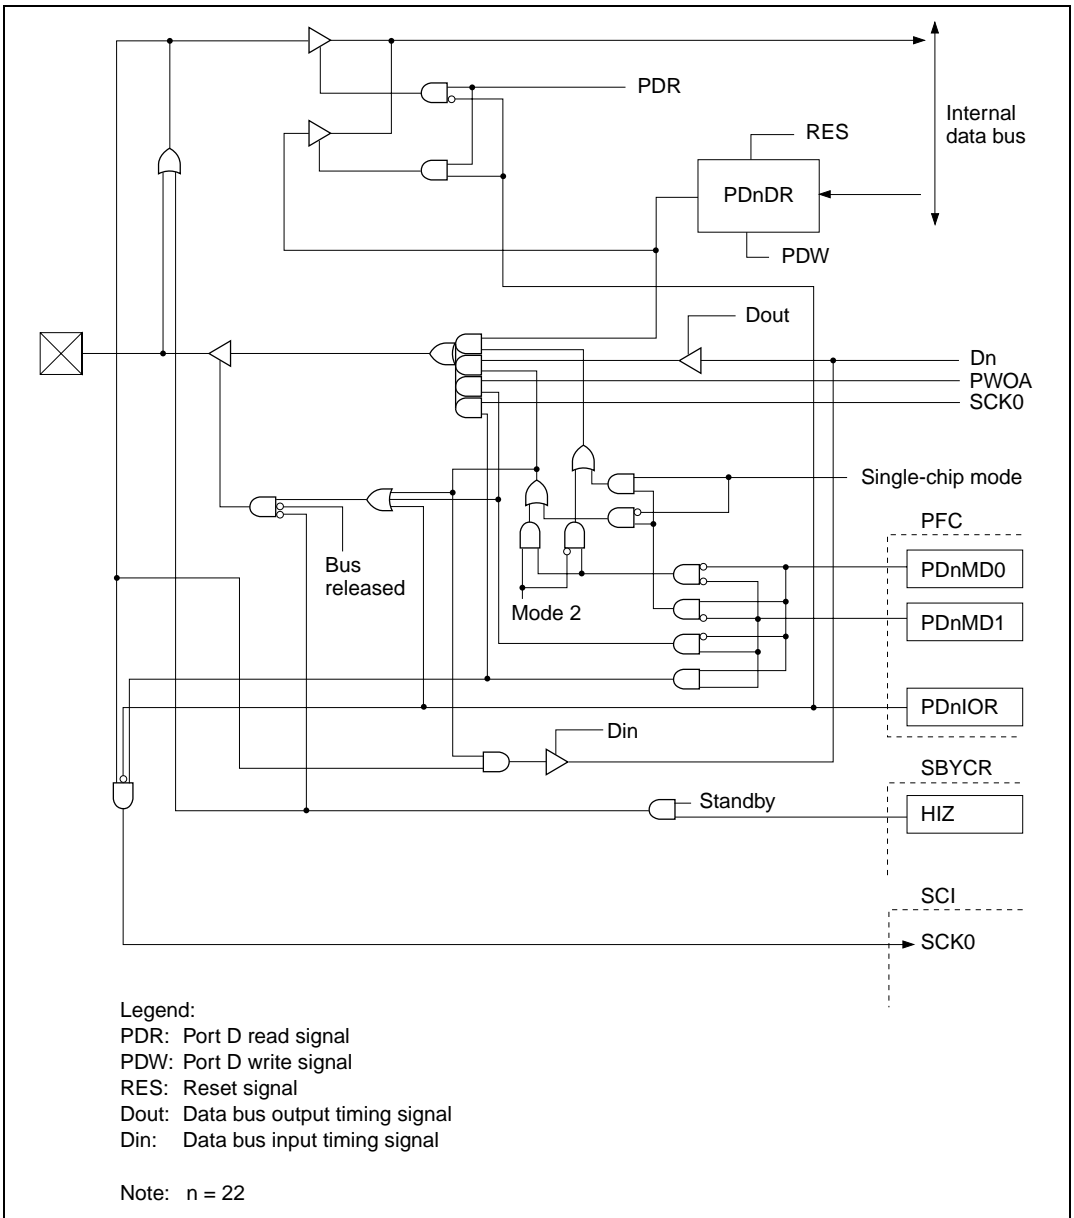 PDR
Internal
data bus
RES
PDnDR
PDW
Dout
Dn
PWOA
SCK0
Single-chip mode
PFC
Bus
released
PDnMD0
Mode 2
PDnMD1
PDnIOR
Din
SBYCR
Standby
HIZ
SCI
SCK0
Legend:
PDR: Port D read signal
PDW: Port D write signal
RES: Reset signal
Dout: Data bus output timing signal
Din: Data bus input timing signal
Note: n = 22